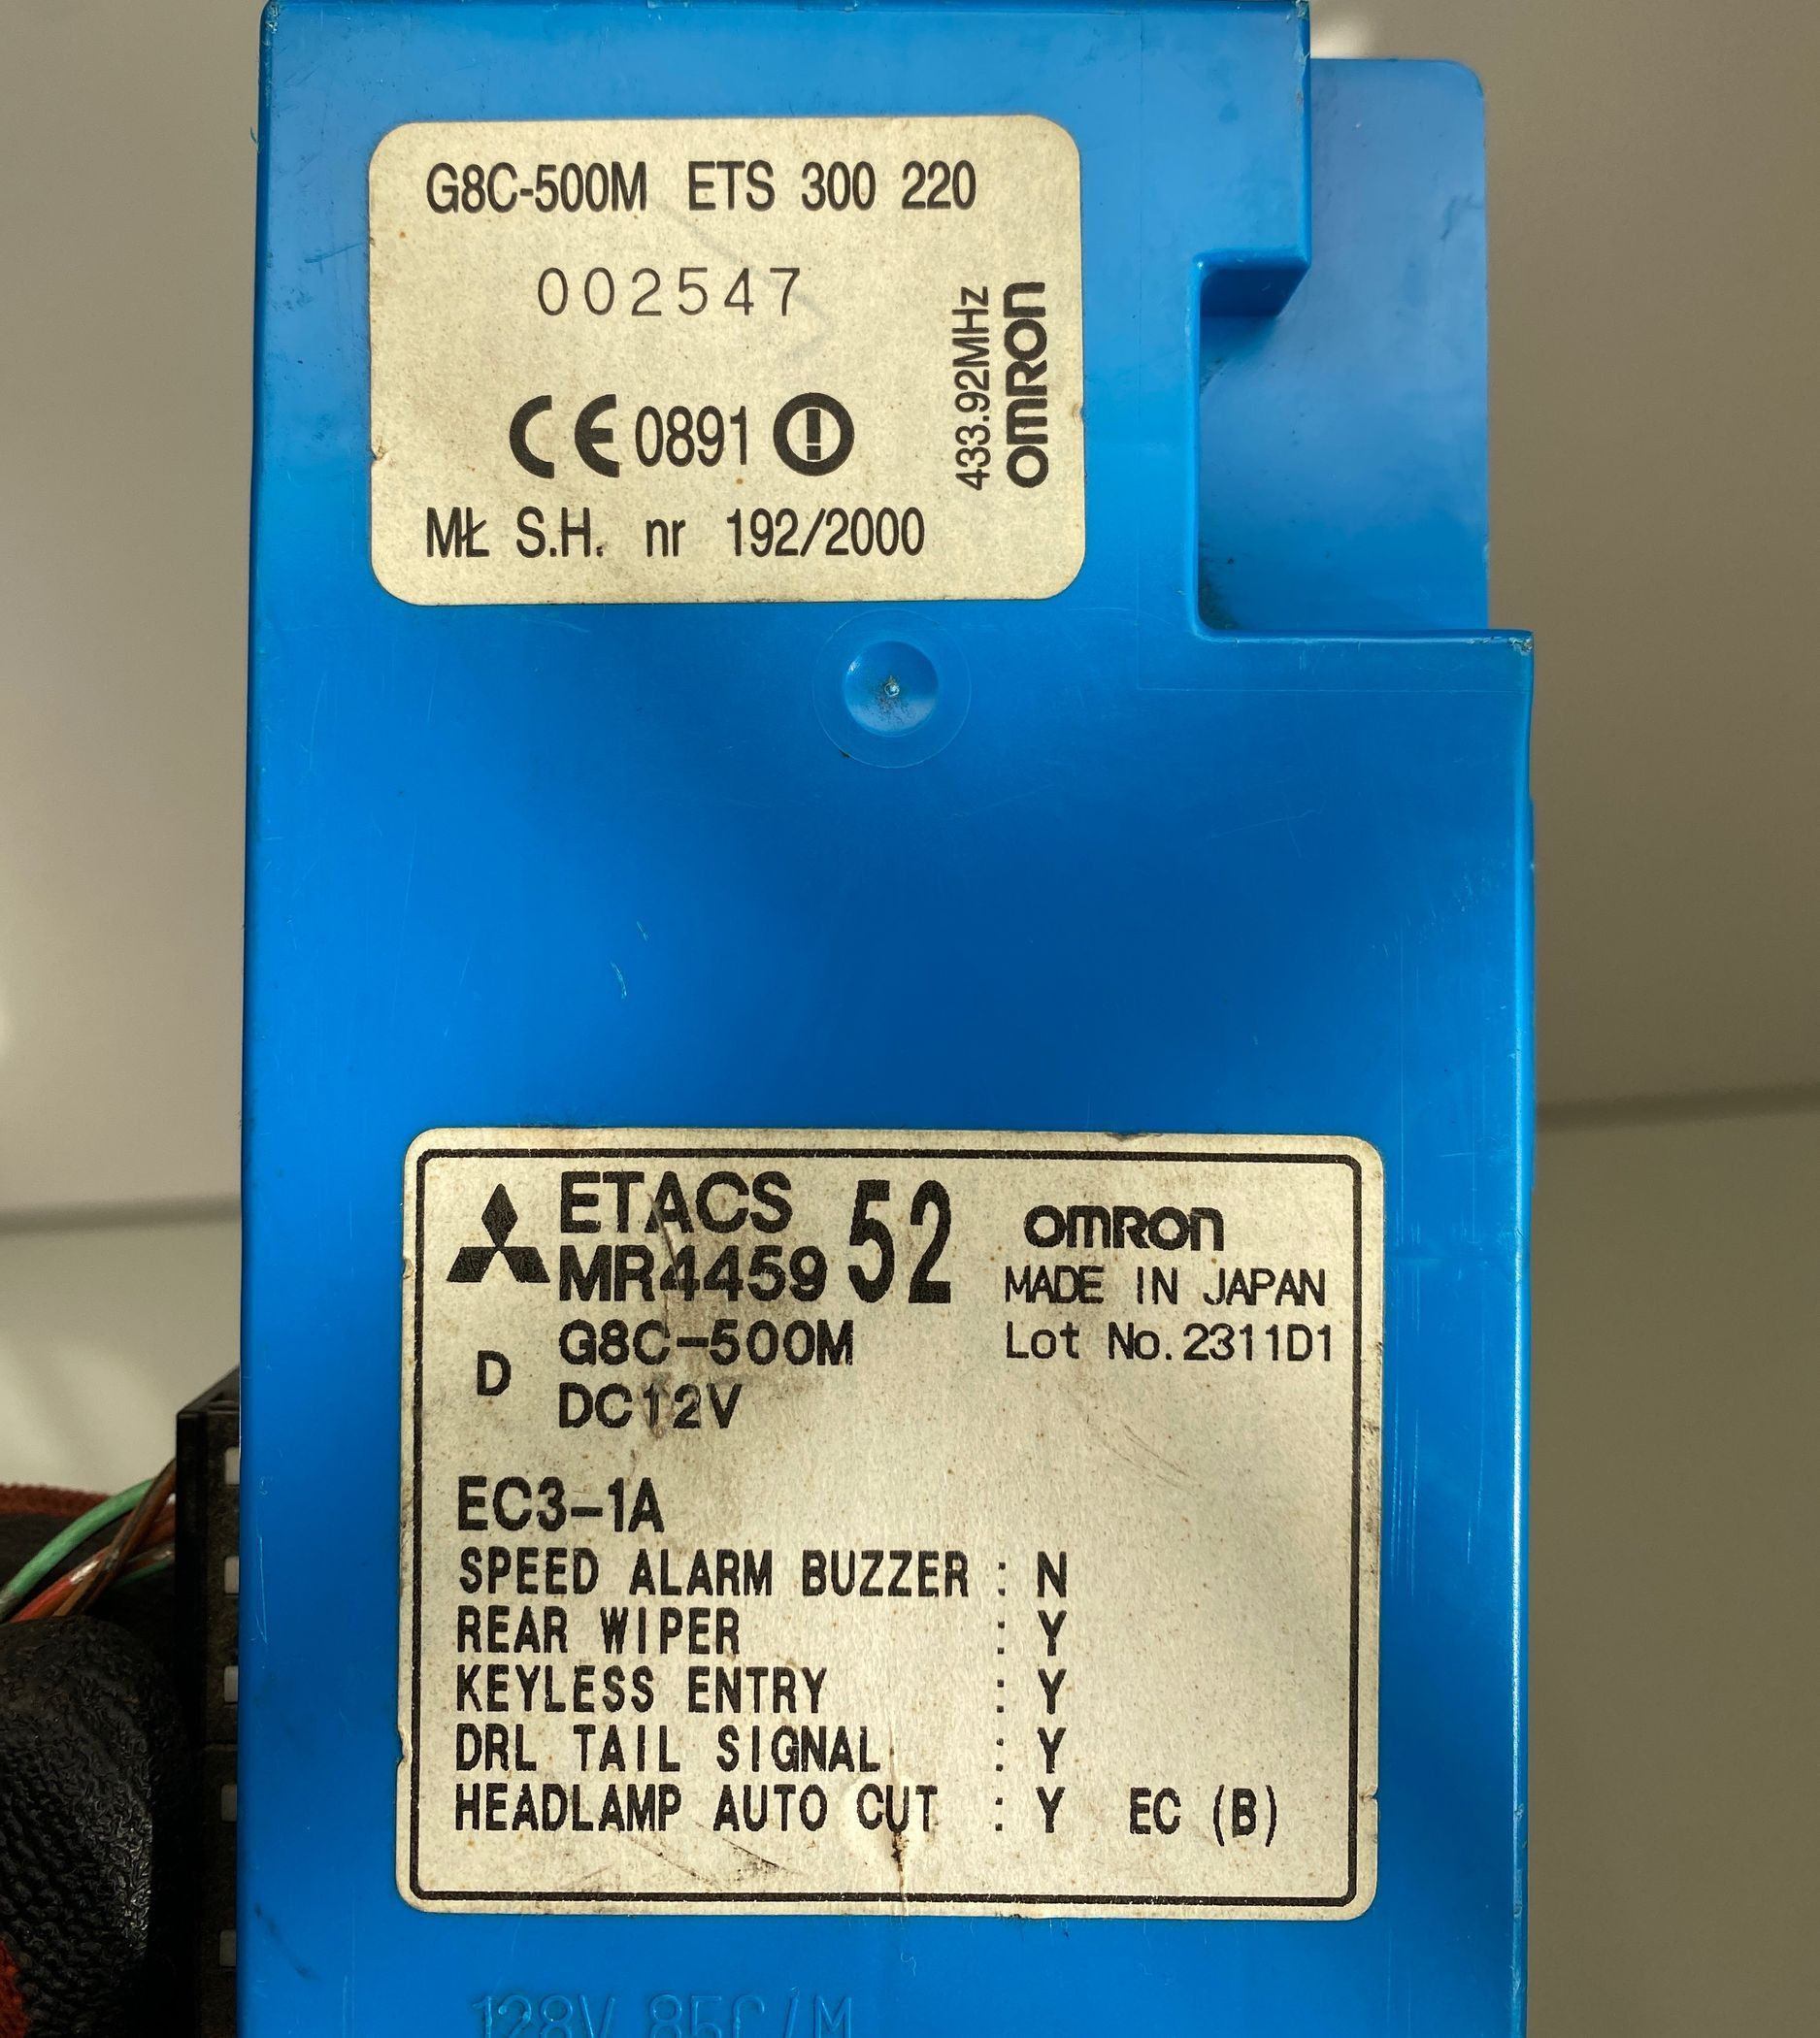 G8C-500M ETS 300 220
002547
433.92MHz
OMRON
CE 0891
MŁ S.H. nr 192/2000
ETACS
MR445952
G8C-500M
D
DC12V
OMRON
MADE IN JAPAN
Lot No.2311D1
EC3-1A
SPEED ALARM BUZZER : N
REAR WIPER : Y
KEYLESS ENTRY : Y
DRL TAIL SIGNAL : Y
HEADLAMP AUTO CUT : Y EC (B)
128V